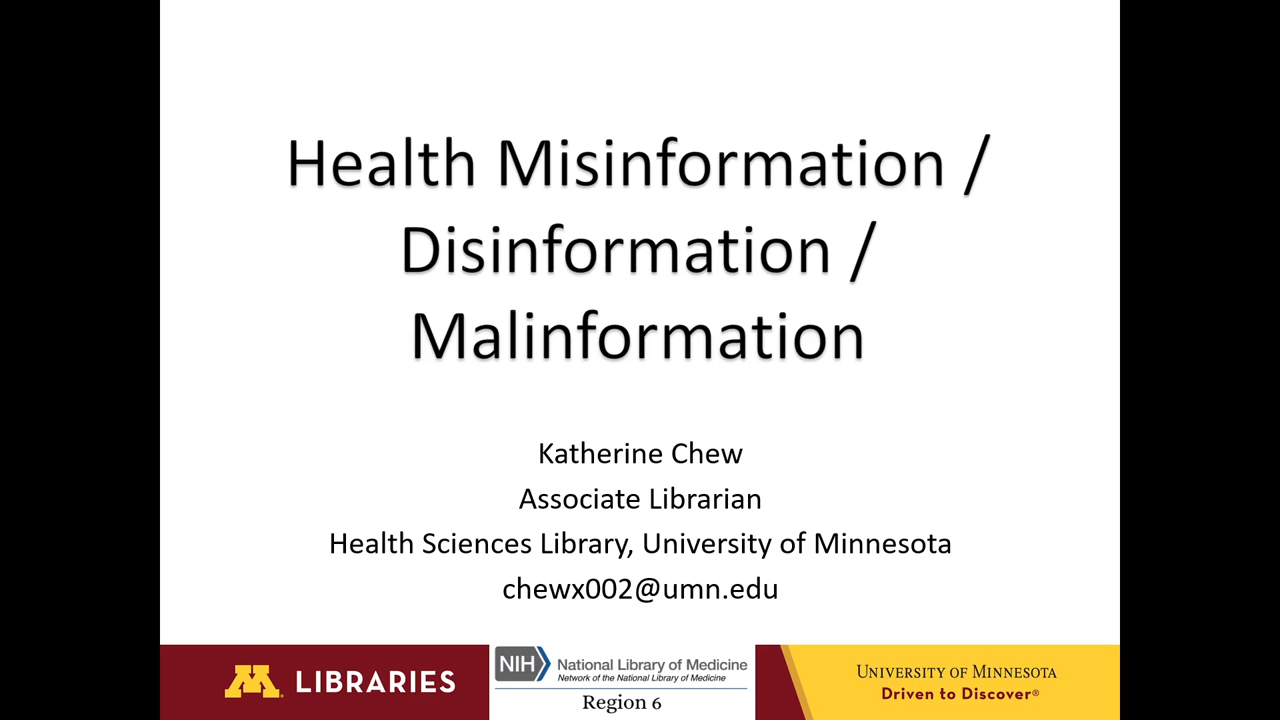 Health Misinformation /
Disinformation /
Malinformation
Katherine Chew
Associate Librarian
Health Sciences Library, University of Minnesota
chewx002@umn.edu
M LIBRARIES
NIH National Library of Medicine
Network of the National Library of Medicine
Region 6
UNIVERSITY OF MINNESOTA
Driven to Discover®